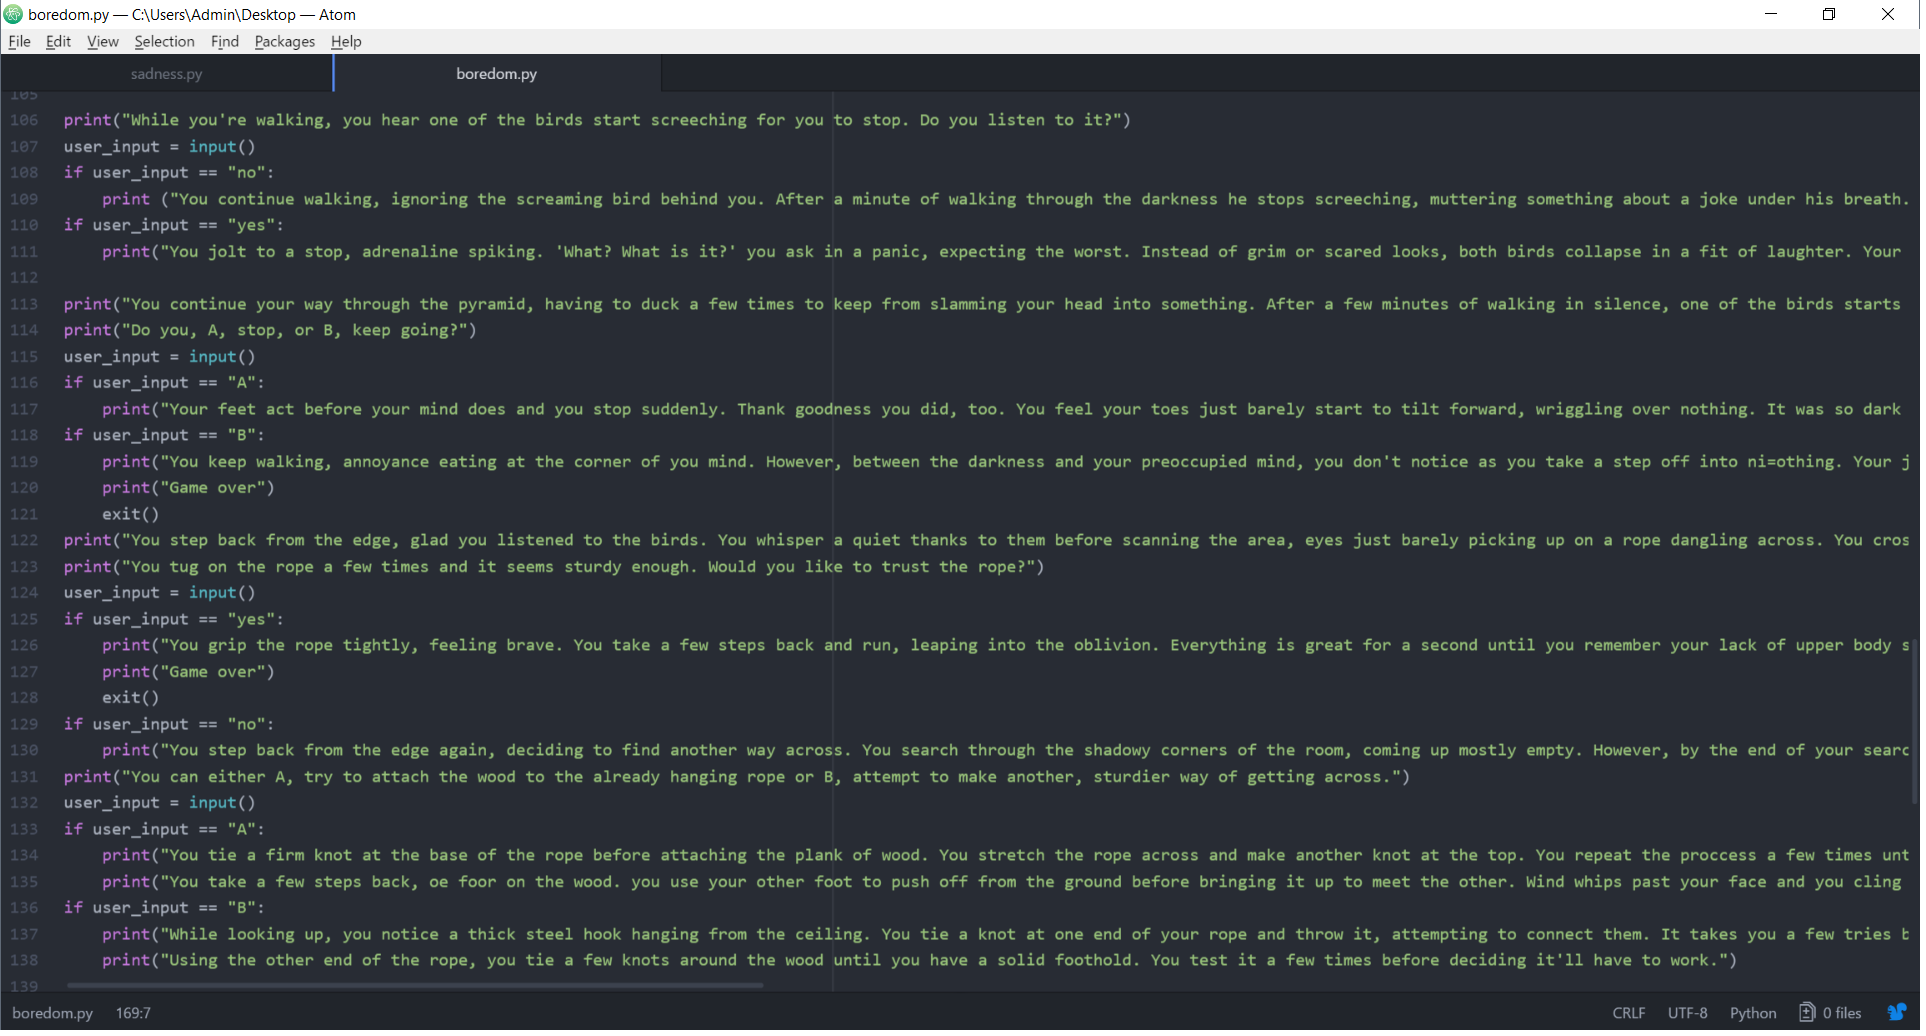 boredom.py — C:\Users\Admin\Desktop — Atom
File Edit View Selection Find Packages Help
sadness.py boredom.py
105
106 print("While you're walking, you hear one of the birds start screeching for you to stop. Do you listen to it?")
107 user_input = input()
108 if user_input == "no":
109     print ("You continue walking, ignoring the screaming bird behind you. After a minute of walking through the darkness he stops screeching, muttering something about a joke under his breath.
110 if user_input == "yes":
111     print("You jolt to a stop, adrenaline spiking. 'What? What is it?' you ask in a panic, expecting the worst. Instead of grim or scared looks, both birds collapse in a fit of laughter. Your
112
113 print("You continue your way through the pyramid, having to duck a few times to keep from slamming your head into something. After a few minutes of walking in silence, one of the birds starts
114 print("Do you, A, stop, or B, keep going?")
115 user_input = input()
116 if user_input == "A":
117     print("Your feet act before your mind does and you stop suddenly. Thank goodness you did, too. You feel your toes just barely start to tilt forward, wriggling over nothing. It was so dark
118 if user_input == "B":
119     print("You keep walking, annoyance eating at the corner of you mind. However, between the darkness and your preoccupied mind, you don't notice as you take a step off into ni=othing. Your j
120     print("Game over")
121     exit()
122 print("You step back from the edge, glad you listened to the birds. You whisper a quiet thanks to them before scanning the area, eyes just barely picking up on a rope dangling across. You cros
123 print("You tug on the rope a few times and it seems sturdy enough. Would you like to trust the rope?")
124 user_input = input()
125 if user_input == "yes":
126     print("You grip the rope tightly, feeling brave. You take a few steps back and run, leaping into the oblivion. Everything is great for a second until you remember your lack of upper body s
127     print("Game over")
128     exit()
129 if user_input == "no":
130     print("You step back from the edge again, deciding to find another way across. You search through the shadowy corners of the room, coming up mostly empty. However, by the end of your searc
131 print("You can either A, try to attach the wood to the already hanging rope or B, attempt to make another, sturdier way of getting across.")
132 user_input = input()
133 if user_input == "A":
134     print("You tie a firm knot at the base of the rope before attaching the plank of wood. You stretch the rope across and make another knot at the top. You repeat the proccess a few times unt
135     print("You take a few steps back, oe foor on the wood. you use your other foot to push off from the ground before bringing it up to meet the other. Wind whips past your face and you cling
136 if user_input == "B":
137     print("While looking up, you notice a thick steel hook hanging from the ceiling. You tie a knot at one end of your rope and throw it, attempting to connect them. It takes you a few tries b
138     print("Using the other end of the rope, you tie a few knots around the wood until you have a solid foothold. You test it a few times before deciding it'll have to work.")
139
boredom.py 169:7 CRLF UTF-8 Python 0 files